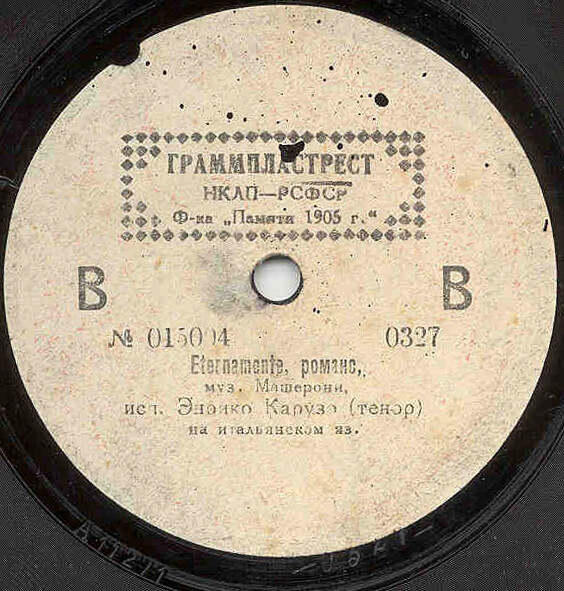 ГРАММПЛАСТРЕСТ
НКЛП—РСФСР
Ф-ка „Памяти 1905 г.“
В В
№ 015004 0327
Eternamente, романс,
муз. Машерони,
исп. Энрико Карузо (тенор)
на итальянском яз.
A17271